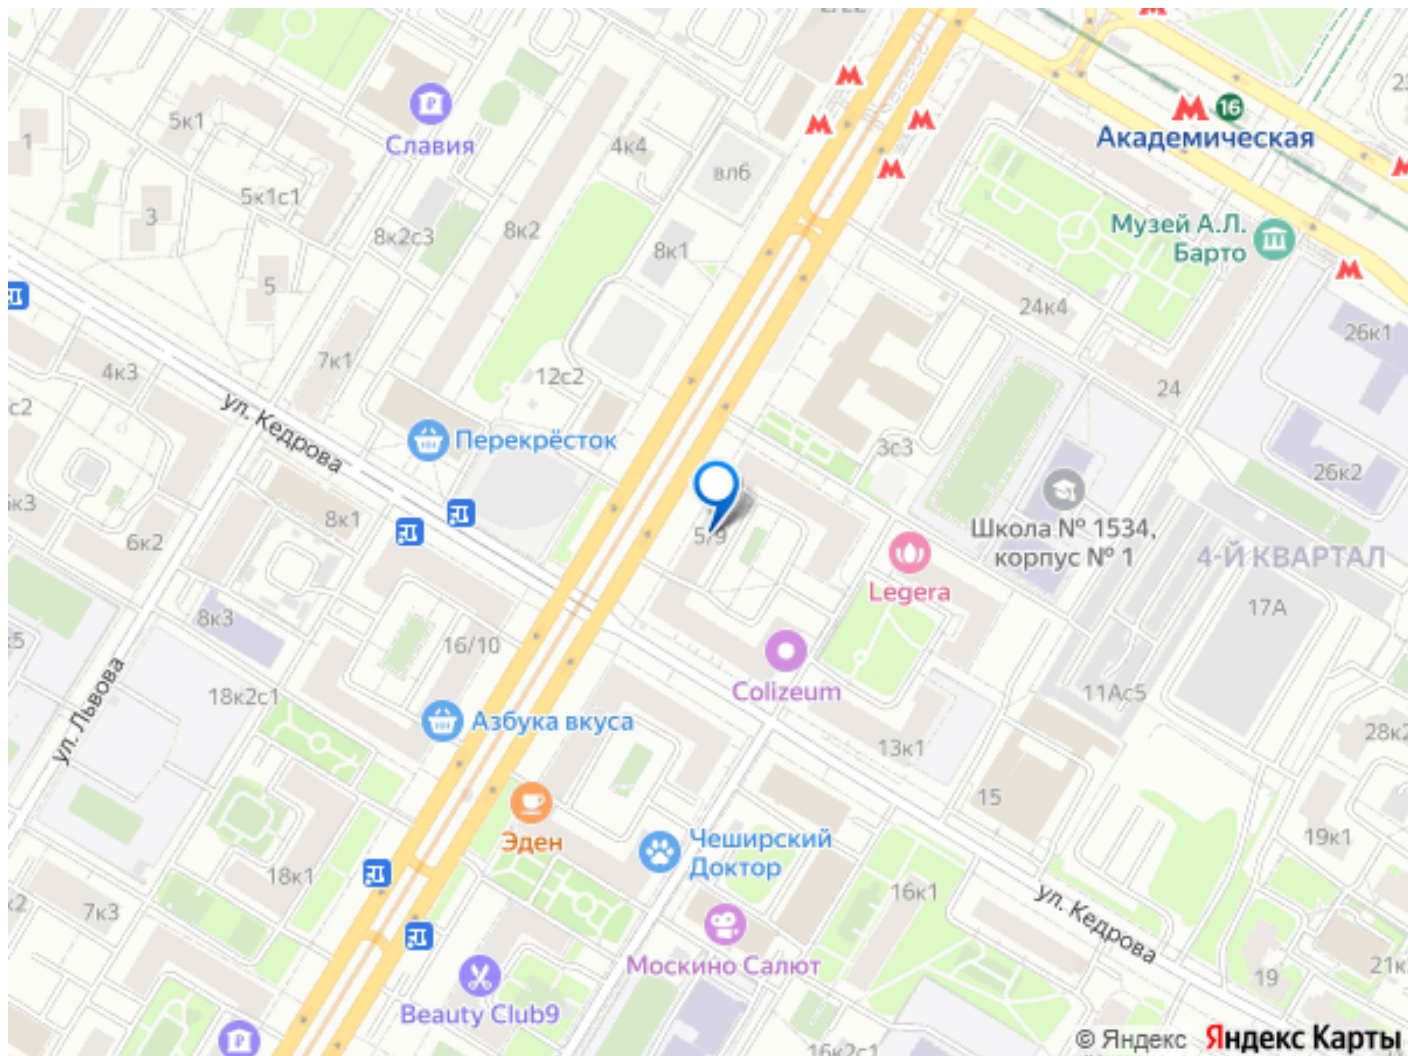 2/22
Славия
5к1
1
5к1с1
3
5
8к2с3
8к2
4к4
вл6
8к1
16
Академическая
Музей А.Л.
Барто
24к4
26к1
24
7к1
4к3
12с2
ул. Кедрова
Перекрёсток
3с3
26к2
8к1
6к2
5/9
Школа № 1534,
корпус № 1
4-Й КВАРТАЛ
Legera
17А
8к3
16/10
18к2с1
ул. Львова
Colizeum
11Ас5
Азбука вкуса
13к1
15
Эден
Чеширский
Доктор
19к1
18к1
7к3
16к1
ул. Кедрова
Москино Салют
19
Beauty Club9
16к2с1
© Яндекс
Яндекс Карты